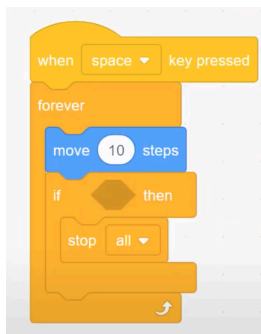 when space key pressed
forever
move 10 steps
if then
stop all